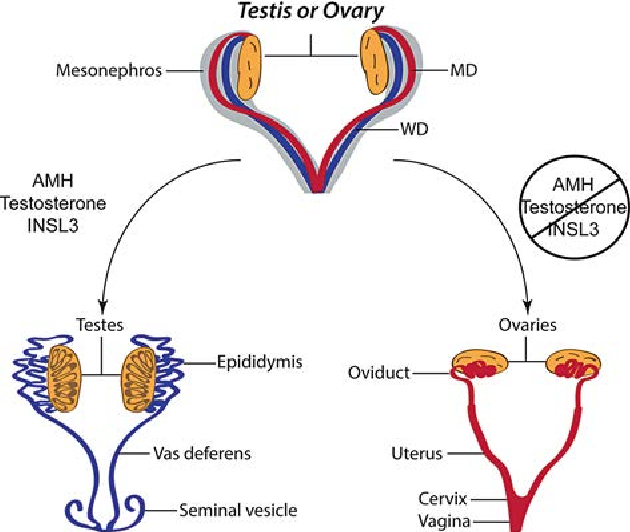 Testis or Ovary
Mesonephros
MD
WD
AMH
Testosterone
INSL3
AMH
Testosterone
INSL3
Testes
Ovaries
Epididymis
Oviduct
Vas deferens
Uterus
Seminal vesicle
Cervix
Vagina